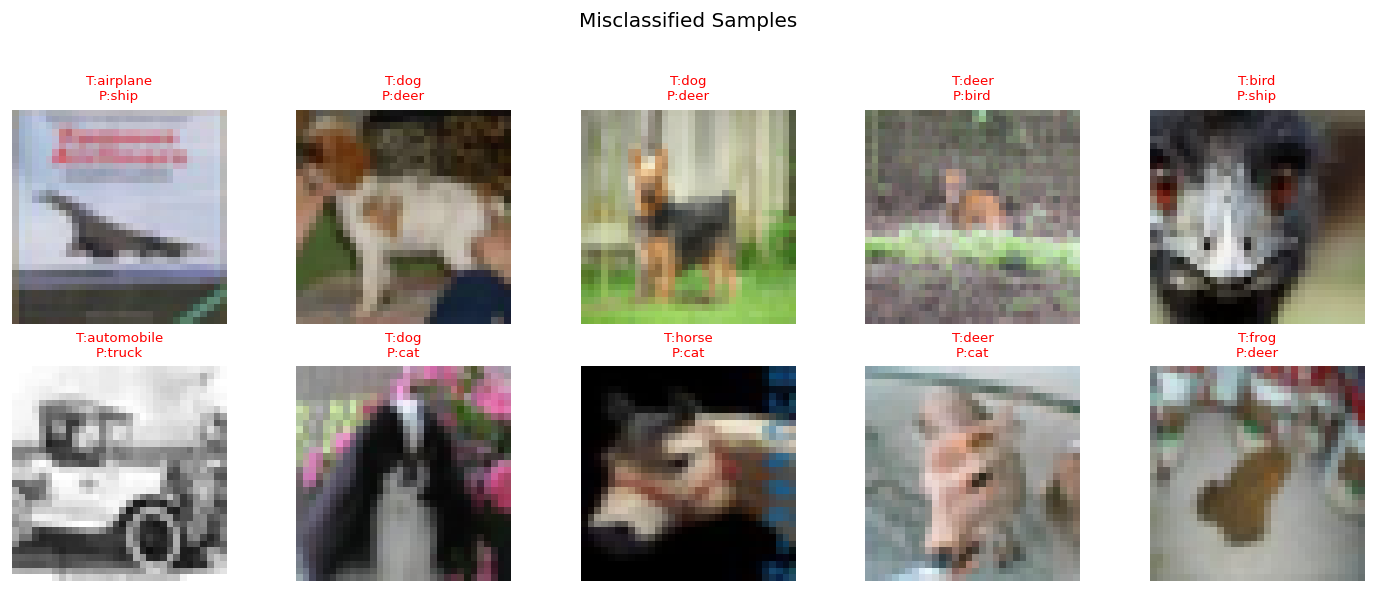 Misclassified Samples
T:airplane
P:ship
T:dog
P:deer
T:dog
P:deer
T:deer
P:bird
T:bird
P:ship
T:automobile
P:truck
T:dog
P:cat
T:horse
P:cat
T:deer
P:cat
T:frog
P:deer